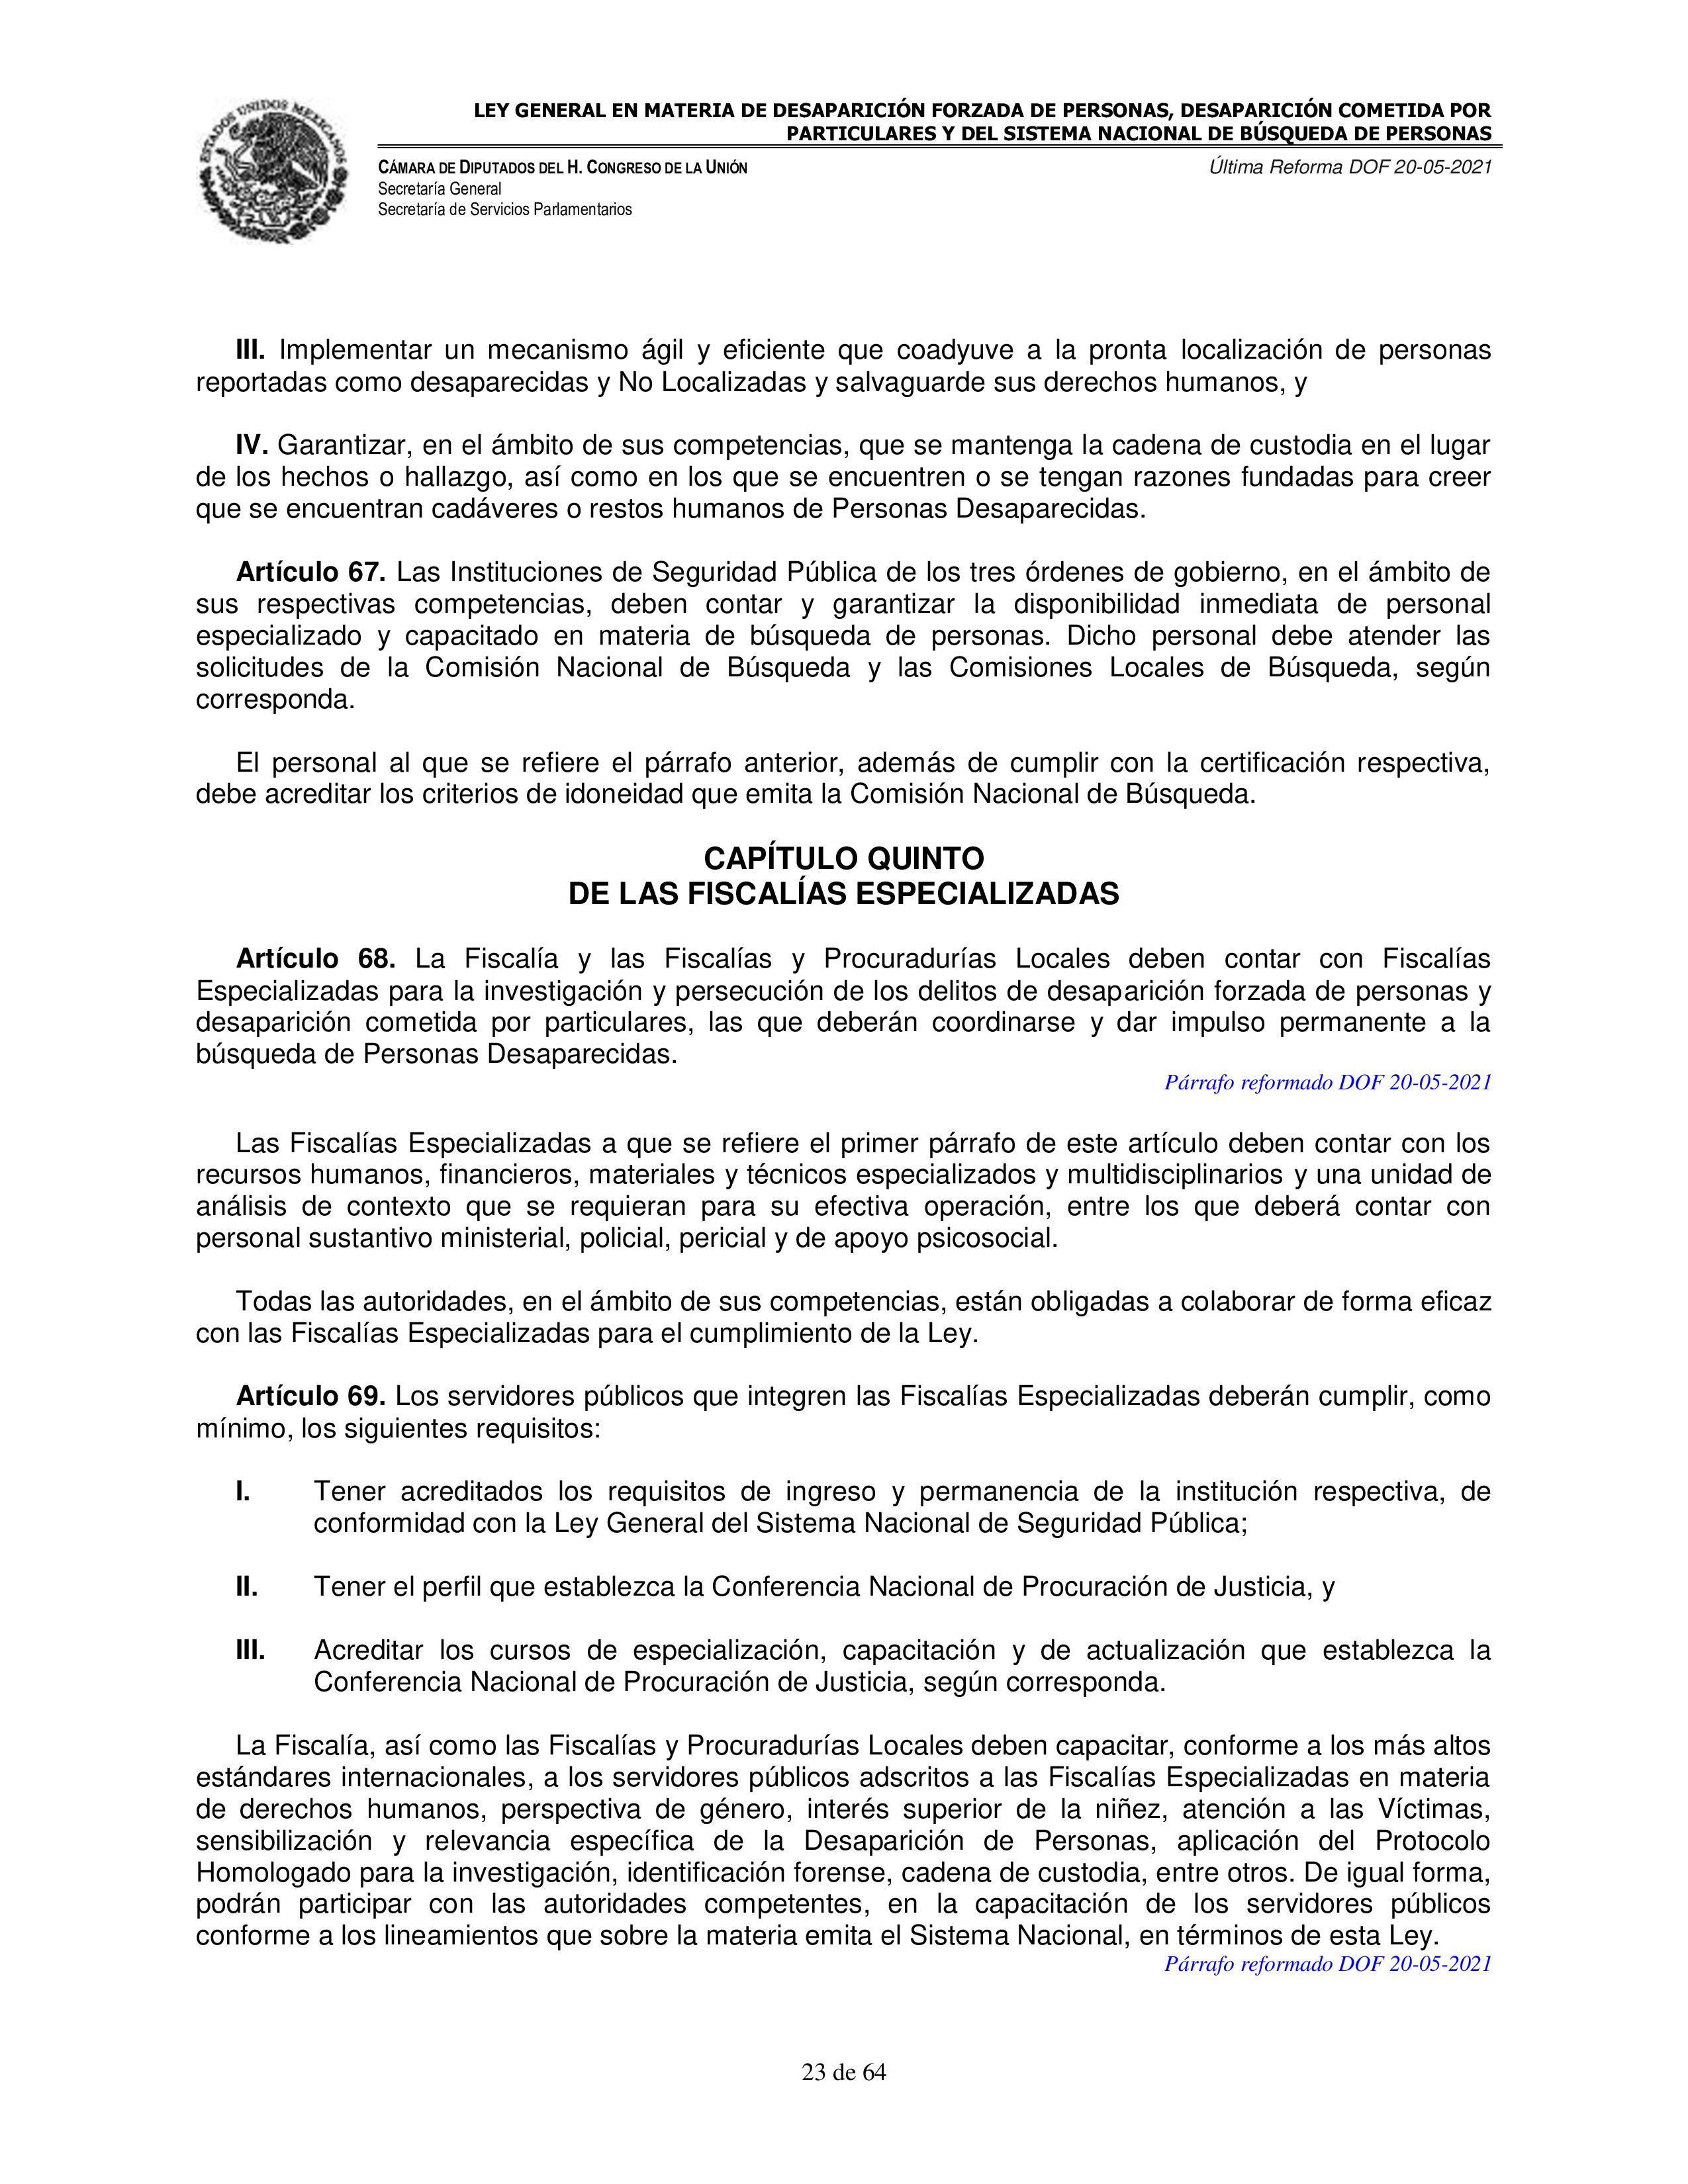 ESTADOS UNIDOS MEXICANOS
LEY GENERAL EN MATERIA DE DESAPARICIÓN FORZADA DE PERSONAS, DESAPARICIÓN COMETIDA POR
PARTICULARES Y DEL SISTEMA NACIONAL DE BÚSQUEDA DE PERSONAS
CÁMARA DE DIPUTADOS DEL H. CONGRESO DE LA UNIÓN
Última Reforma DOF 20-05-2021
Secretaría General
Secretaría de Servicios Parlamentarios
III. Implementar un mecanismo ágil y eficiente que coadyuve a la pronta localización de personas
reportadas como desaparecidas y No Localizadas y salvaguarde sus derechos humanos, y
IV. Garantizar, en el ámbito de sus competencias, que se mantenga la cadena de custodia en el lugar
de los hechos o hallazgo, así como en los que se encuentren o se tengan razones fundadas para creer
que se encuentran cadáveres o restos humanos de Personas Desaparecidas.
Artículo 67. Las Instituciones de Seguridad Pública de los tres órdenes de gobierno, en el ámbito de
sus respectivas competencias, deben contar y garantizar la disponibilidad inmediata de personal
especializado y capacitado en materia de búsqueda de personas. Dicho personal debe atender las
solicitudes de la Comisión Nacional de Búsqueda y las Comisiones Locales de Búsqueda, según
corresponda.
El personal al que se refiere el párrafo anterior, además de cumplir con la certificación respectiva,
debe acreditar los criterios de idoneidad que emita la Comisión Nacional de Búsqueda.
CAPÍTULO QUINTO
DE LAS FISCALÍAS ESPECIALIZADAS
Artículo 68. La Fiscalía y las Fiscalías y Procuradurías Locales deben contar con Fiscalías
Especializadas para la investigación y persecución de los delitos de desaparición forzada de personas y
desaparición cometida por particulares, las que deberán coordinarse y dar impulso permanente a la
búsqueda de Personas Desaparecidas.
Párrafo reformado DOF 20-05-2021
Las Fiscalías Especializadas a que se refiere el primer párrafo de este artículo deben contar con los
recursos humanos, financieros, materiales y técnicos especializados y multidisciplinarios y una unidad de
análisis de contexto que se requieran para su efectiva operación, entre los que deberá contar con
personal sustantivo ministerial, policial, pericial y de apoyo psicosocial.
Todas las autoridades, en el ámbito de sus competencias, están obligadas a colaborar de forma eficaz
con las Fiscalías Especializadas para el cumplimiento de la Ley.
Artículo 69. Los servidores públicos que integren las Fiscalías Especializadas deberán cumplir, como
mínimo, los siguientes requisitos:
I. Tener acreditados los requisitos de ingreso y permanencia de la institución respectiva, de
conformidad con la Ley General del Sistema Nacional de Seguridad Pública;
II. Tener el perfil que establezca la Conferencia Nacional de Procuración de Justicia, y
III. Acreditar los cursos de especialización, capacitación y de actualización que establezca la
Conferencia Nacional de Procuración de Justicia, según corresponda.
La Fiscalía, así como las Fiscalías y Procuradurías Locales deben capacitar, conforme a los más altos
estándares internacionales, a los servidores públicos adscritos a las Fiscalías Especializadas en materia
de derechos humanos, perspectiva de género, interés superior de la niñez, atención a las Víctimas,
sensibilización y relevancia específica de la Desaparición de Personas, aplicación del Protocolo
Homologado para la investigación, identificación forense, cadena de custodia, entre otros. De igual forma,
podrán participar con las autoridades competentes, en la capacitación de los servidores públicos
conforme a los lineamientos que sobre la materia emita el Sistema Nacional, en términos de esta Ley.
Párrafo reformado DOF 20-05-2021
23 de 64